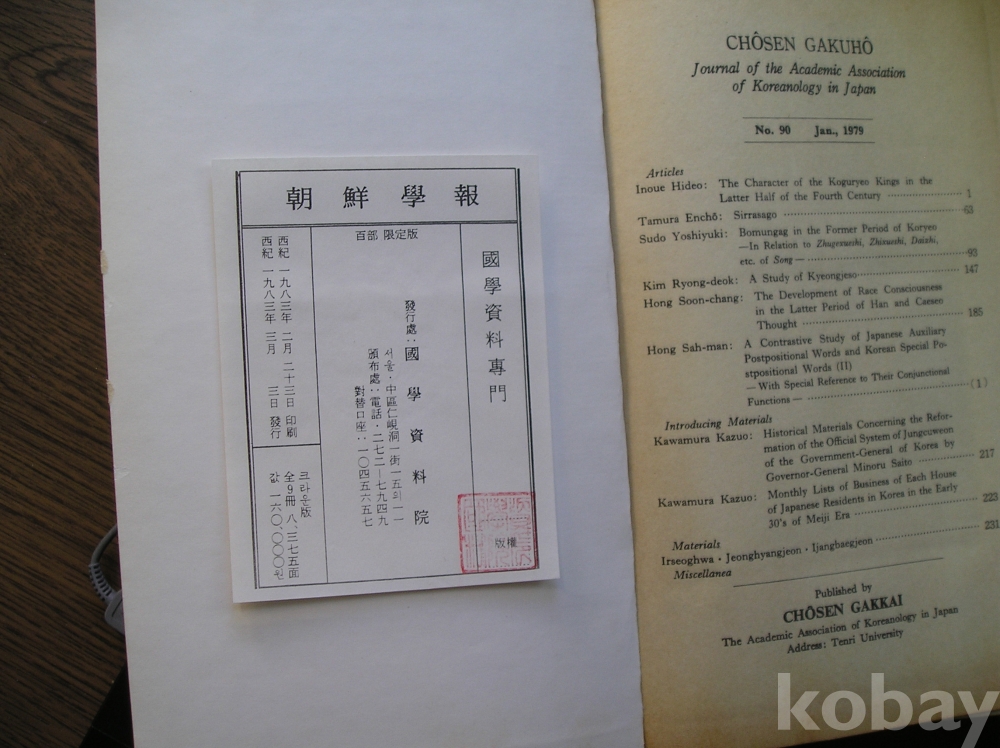 朝鮮學報
國學資料專門
百部 限定版
發行處:國學資料院
서울·中區仁峴洞一街一五의一一
頒布處:電話·二七二—七九四九
對替口座:一〇四五六五七
西紀 一九八三年 二月 二十三日 印刷
西紀 一九八三年 三月 三日 發行
크라운版
全9冊 八、三七五面
값 一六〇、〇〇〇원
版權
CHÔSEN GAKUHÔ
Journal of the Academic Association
of Koreanology in Japan
No. 90 Jan., 1979
Articles
Inoue Hideo: The Character of the Koguryeo Kings in the
Latter Half of the Fourth Century 1
Tamura Enchō: Sirrasago 63
Sudo Yoshiyuki: Bomungag in the Former Period of Koryeo
—In Relation to Zhugexueshi, Zhixueshi, Daizhi,
etc. of Song— 93
Kim Ryong-deok: A Study of Kyeongjeso 147
Hong Soon-chang: The Development of Race Consciousness
in the Latter Period of Han and Caesen
Thought 185
Hong Sah-man: A Contrastive Study of Japanese Auxiliary
Postpositional Words and Korean Special Po-
stpositional Words (II)
—With Special Reference to Their Conjunctional
Functions— (1)
Introducing Materials
Kawamura Kazuo: Historical Materials Concerning the Refor-
mation of the Official System of Jungcuweon
of the Government-General of Korea by
Governor-General Minoru Saito 217
Kawamura Kazuo: Monthly Lists of Business of Each House
of Japanese Residents in Korea in the Early
30's of Meiji Era 223
Materials
Irseoghwa · Jeonghyangjeon · Ijangbaegjeon 231
Miscellanea
Published by
CHŌSEN GAKKAI
The Academic Association of Koreanology in Japan
Address: Tenri University
kobay